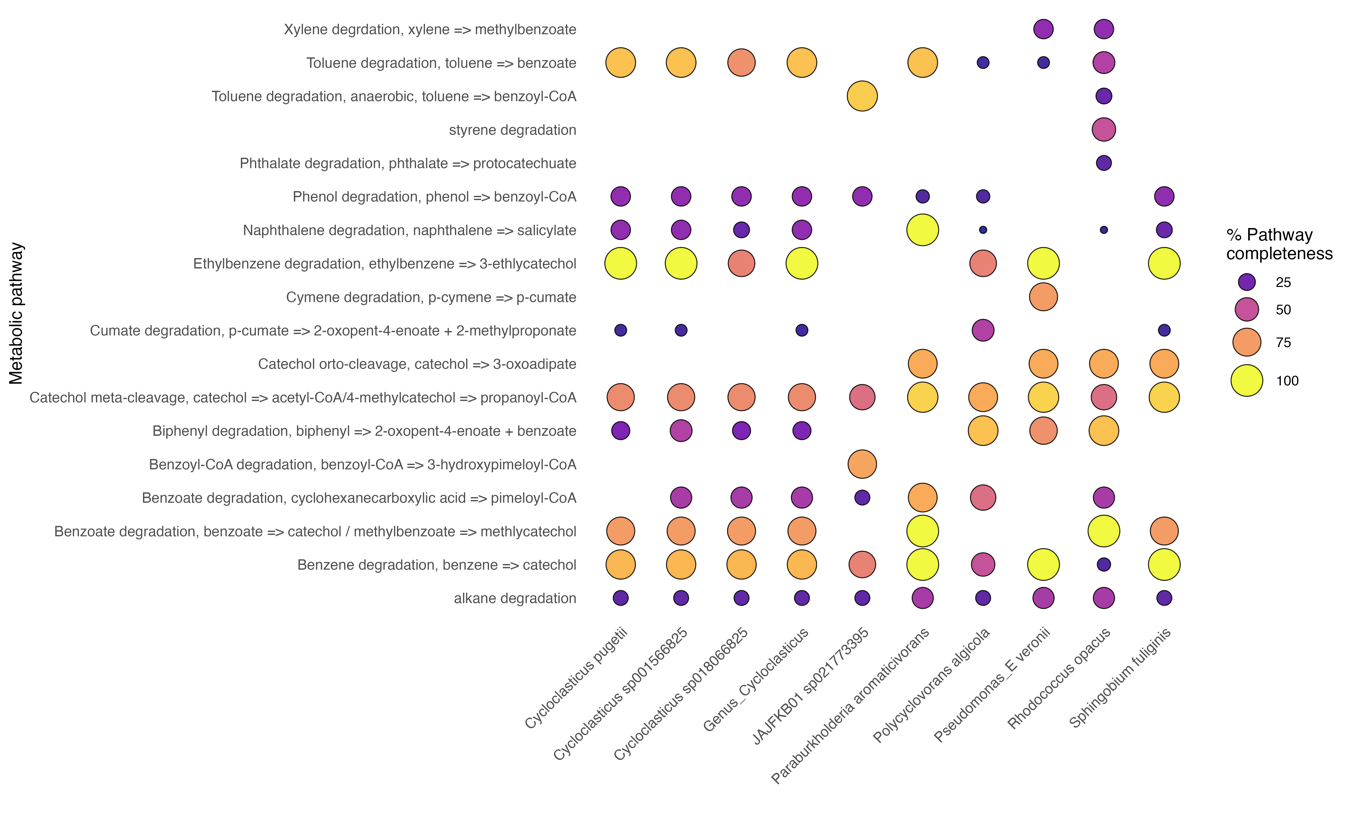 Xylene degrdation, xylene => methylbenzoate
Toluene degradation, toluene => benzoate
Toluene degradation, anaerobic, toluene => benzoyl-CoA
styrene degradation
Phthalate degradation, phthalate => protocatechuate
Phenol degradation, phenol => benzoyl-CoA
Naphthalene degradation, naphthalene => salicylate
Ethylbenzene degradation, ethylbenzene => 3-ethlycatechol
Cymene degradation, p-cymene => p-cumate
Cumate degradation, p-cumate => 2-oxopent-4-enoate + 2-methylproponate
Catechol orto-cleavage, catechol => 3-oxoadipate
Catechol meta-cleavage, catechol => acetyl-CoA/4-methylcatechol => propanoyl-CoA
Biphenyl degradation, biphenyl => 2-oxopent-4-enoate + benzoate
Benzoyl-CoA degradation, benzoyl-CoA => 3-hydroxypimeloyl-CoA
Benzoate degradation, cyclohexanecarboxylic acid => pimeloyl-CoA
Benzoate degradation, benzoate => catechol / methylbenzoate => methlycatechol
Benzene degradation, benzene => catechol
alkane degradation
Metabolic pathway
Cycloclasticus pugetii
Cycloclasticus sp001566825
Cycloclasticus sp018066825
Genus_Cycloclasticus
JAJFKB01 sp021773395
Paraburkholderia aromaticivorans
Polycyclovorans algicola
Pseudomonas_E veronii
Rhodococcus opacus
Sphingobium fuliginis
% Pathway
completeness
25
50
75
100